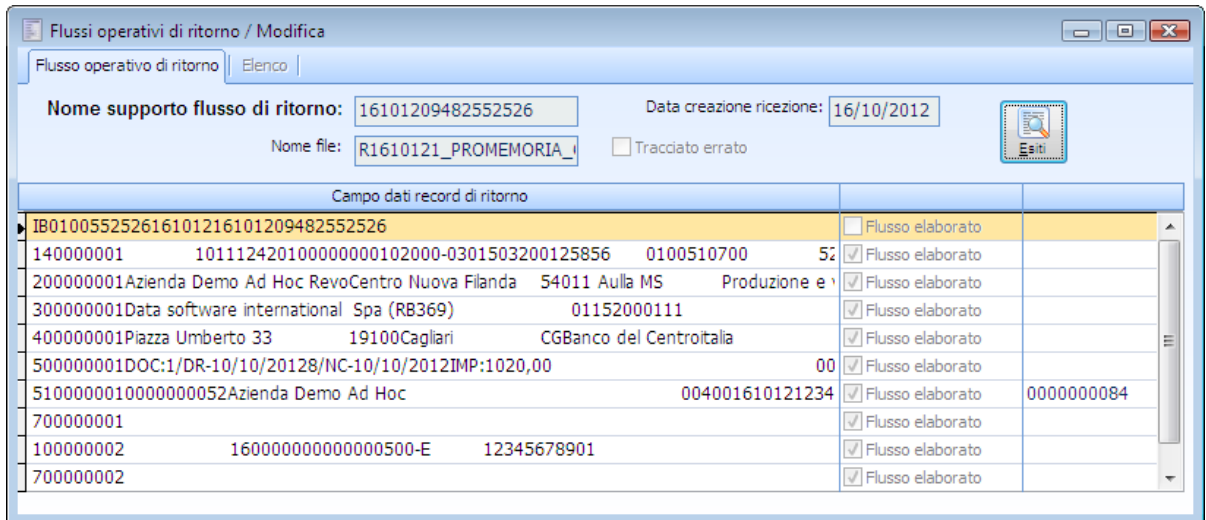 Flussi operativi di ritorno / Modifica
Flusso operativo di ritorno Elenco
Nome supporto flusso di ritorno: 16101209482552526 Data creazione ricezione: 16/10/2012
Nome file: R1610121_PROMEMORIA_ Tracciato errato Esiti
Campo dati record di ritorno
IB010055252616101216101209482552526 Flusso elaborato
140000001 101112420100000000102000-0301503200125856 0100510700 52 Flusso elaborato
200000001Azienda Demo Ad Hoc RevoCentro Nuova Filanda 54011 Aulla MS Produzione e Flusso elaborato
300000001Data software international Spa (RB369) 01152000111 Flusso elaborato
400000001Piazza Umberto 33 19100Cagliari CGBanco del Centroitalia Flusso elaborato
500000001DOC:1/DR-10/10/20128/NC-10/10/2012IMP:1020,00 00 Flusso elaborato
5100000010000000052Azienda Demo Ad Hoc 004001610121234 Flusso elaborato 0000000084
700000001 Flusso elaborato
100000002 160000000000000500-E 12345678901 Flusso elaborato
700000002 Flusso elaborato